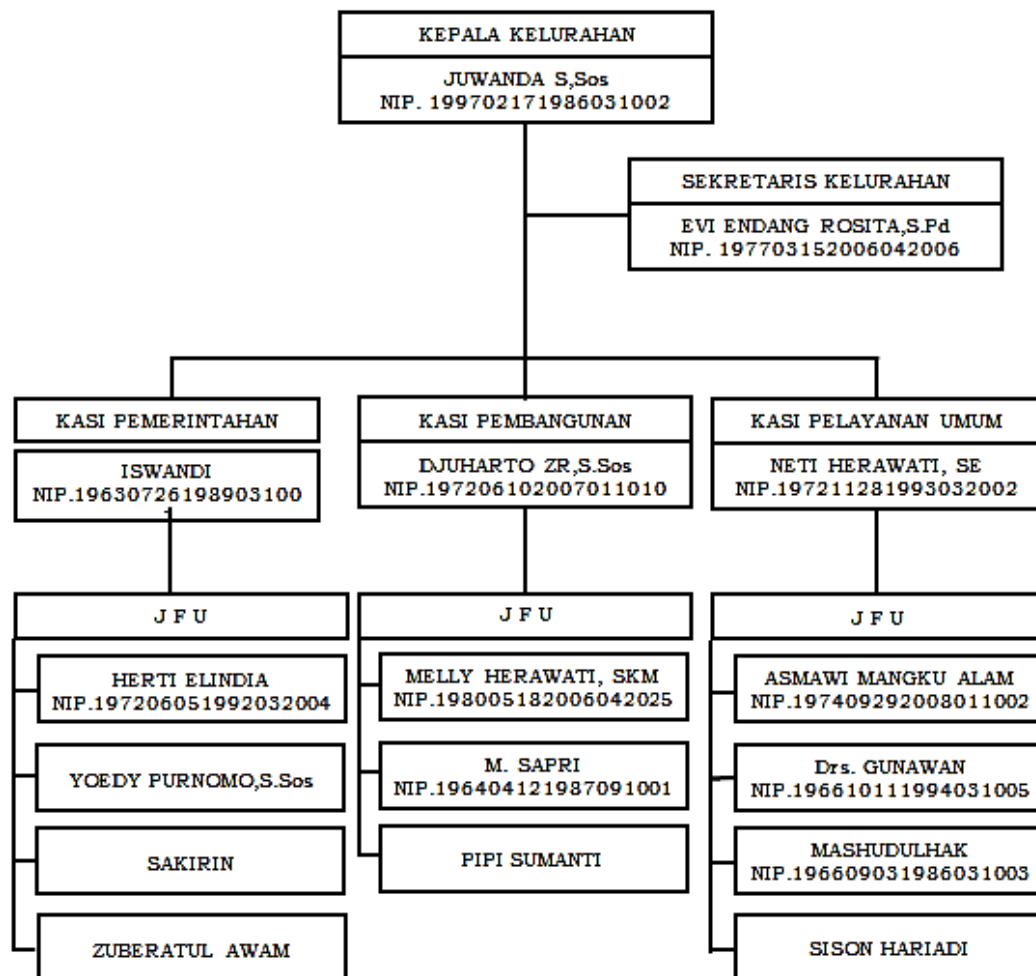 KEPALA KELURAHAN
JUWANDA S,Sos
NIP. 199702171986031002
SEKRETARIS KELURAHAN
EVI ENDANG ROSITA,S.Pd
NIP. 197703152006042006
KASI PEMERINTAHAN
ISWANDI
NIP.19630726198903100
KASI PEMBANGUNAN
DJUHARTO ZR,S.Sos
NIP.197206102007011010
KASI PELAYANAN UMUM
NETI HERAWATI, SE
NIP.197211281993032002
J F U
HERTI ELINDIA
NIP.197206051992032004
YOEDY PURNOMO,S.Sos
SAKIRIN
ZUBERATUL AWAM
J F U
MELLY HERAWATI, SKM
NIP.198005182006042025
M. SAPRI
NIP.196404121987091001
PIPI SUMANTI
J F U
ASMAWI MANGKU ALAM
NIP.197409292008011002
Drs. GUNAWAN
NIP.196610111994031005
MASHUDULHAK
NIP.196609031986031003
SISON HARIADI